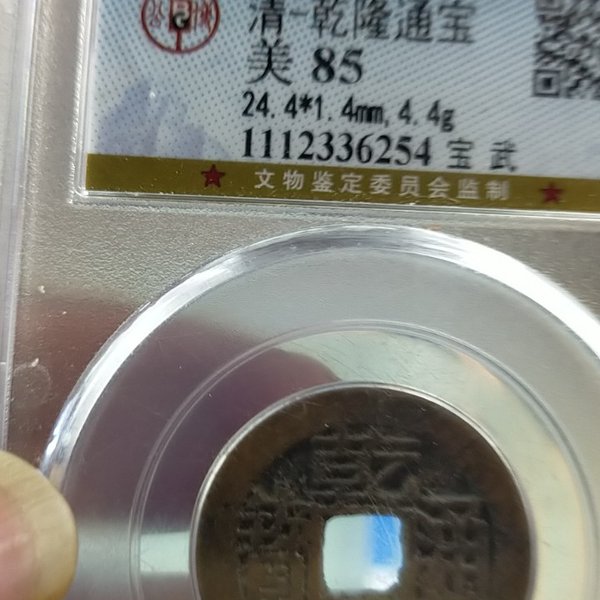 清-乾隆通宝
美 85
24.4*1.4mm,4.4g
1112336254 宝 武
文物鉴定委员会监制
乾